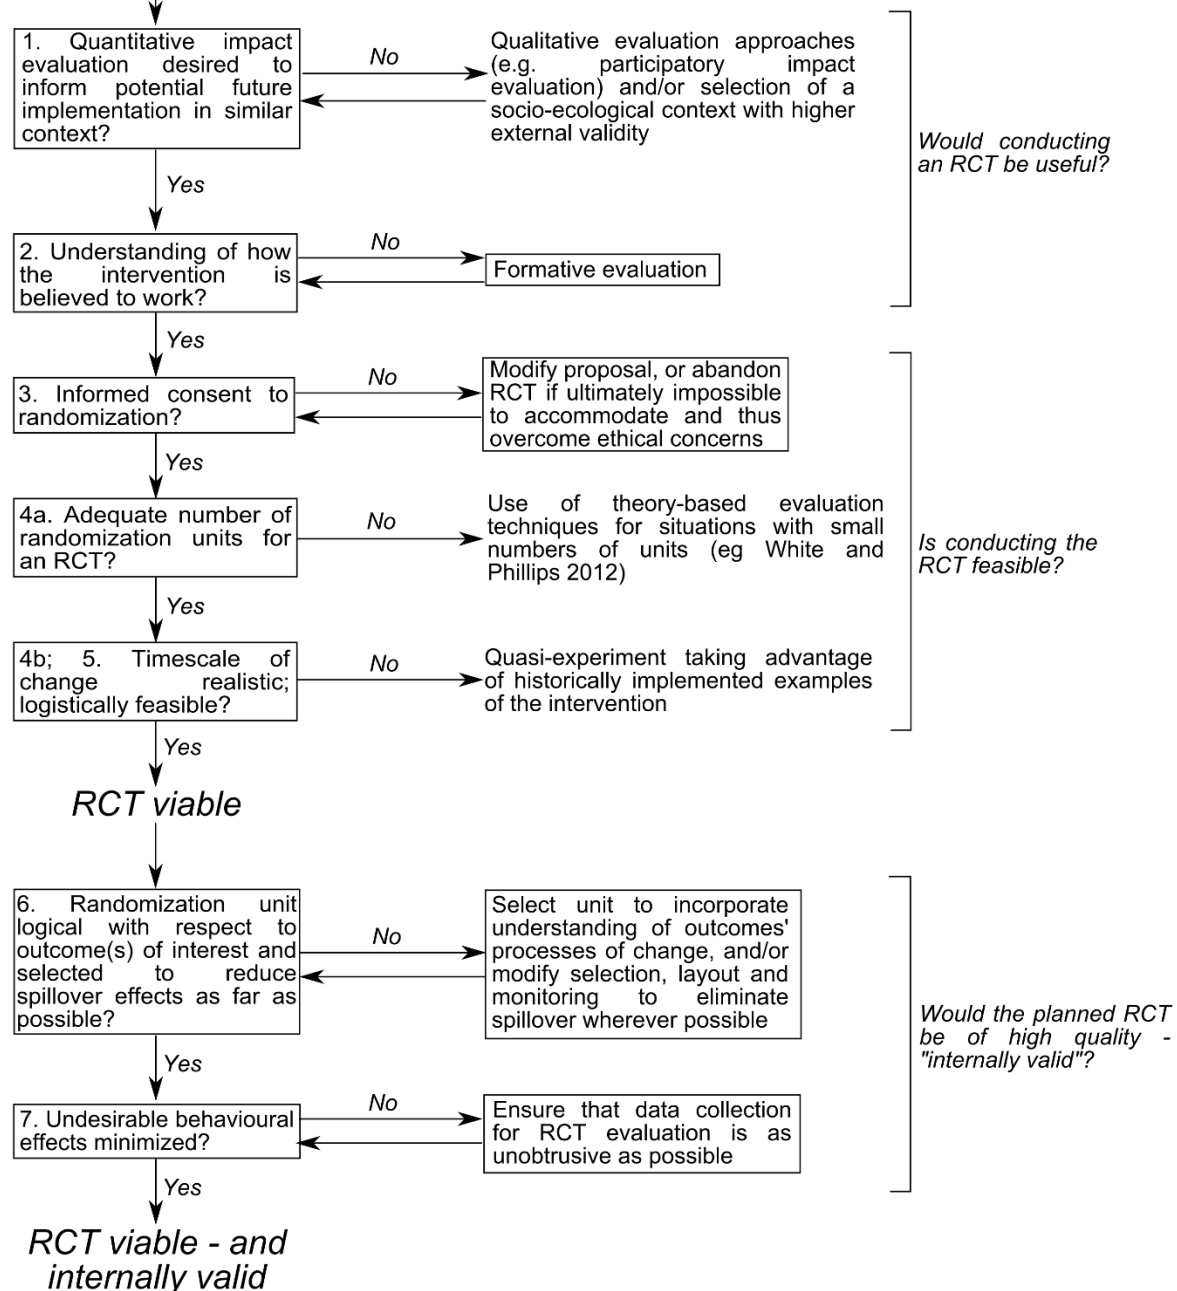 1. Quantitative impact
evaluation desired to
inform potential future
implementation in similar
context?
No
Qualitative evaluation approaches
(e.g. participatory impact
evaluation) and/or selection of a
socio-ecological context with higher
external validity
Would conducting
an RCT be useful?
Yes
2. Understanding of how
the intervention is
believed to work?
No
Formative evaluation
Yes
3. Informed consent to
randomization?
No
Modify proposal, or abandon
RCT if ultimately impossible
to accommodate and thus
overcome ethical concerns
Yes
4a. Adequate number of
randomization units for
an RCT?
No
Use of theory-based evaluation
techniques for situations with small
numbers of units (eg White and
Phillips 2012)
Is conducting the
RCT feasible?
Yes
4b; 5. Timescale of
change realistic;
logistically feasible?
No
Quasi-experiment taking advantage
of historically implemented examples
of the intervention
Yes
RCT viable
6. Randomization unit
logical with respect to
outcome(s) of interest and
selected to reduce
spillover effects as far as
possible?
No
Select unit to incorporate
understanding of outcomes'
processes of change, and/or
modify selection, layout and
monitoring to eliminate
spillover wherever possible
Would the planned RCT
be of high quality -
"internally valid"?
Yes
7. Undesirable behavioural
effects minimized?
No
Ensure that data collection
for RCT evaluation is as
unobtrusive as possible
Yes
RCT viable - and
internally valid